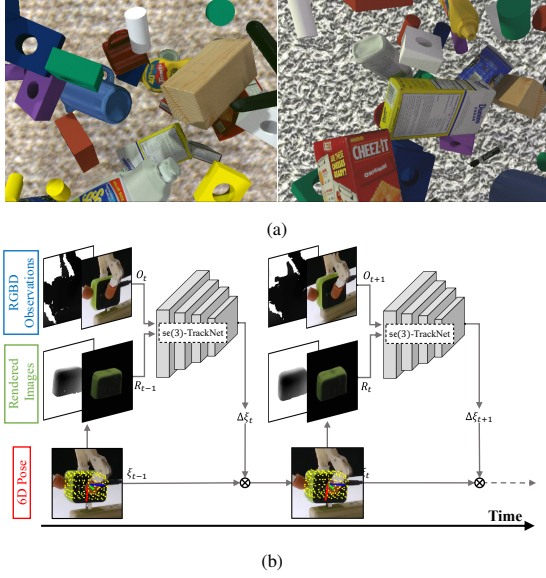 CHEEZ-IT
(a)
RGBD
Observations
O_t
se(3)-TrackNet
O_{t+1}
se(3)-TrackNet
Rendered
Images
R_{t-1}
R_t
Δξ_t
Δξ_{t+1}
6D Pose
ξ_{t-1}
ξ_t
Time
(b)